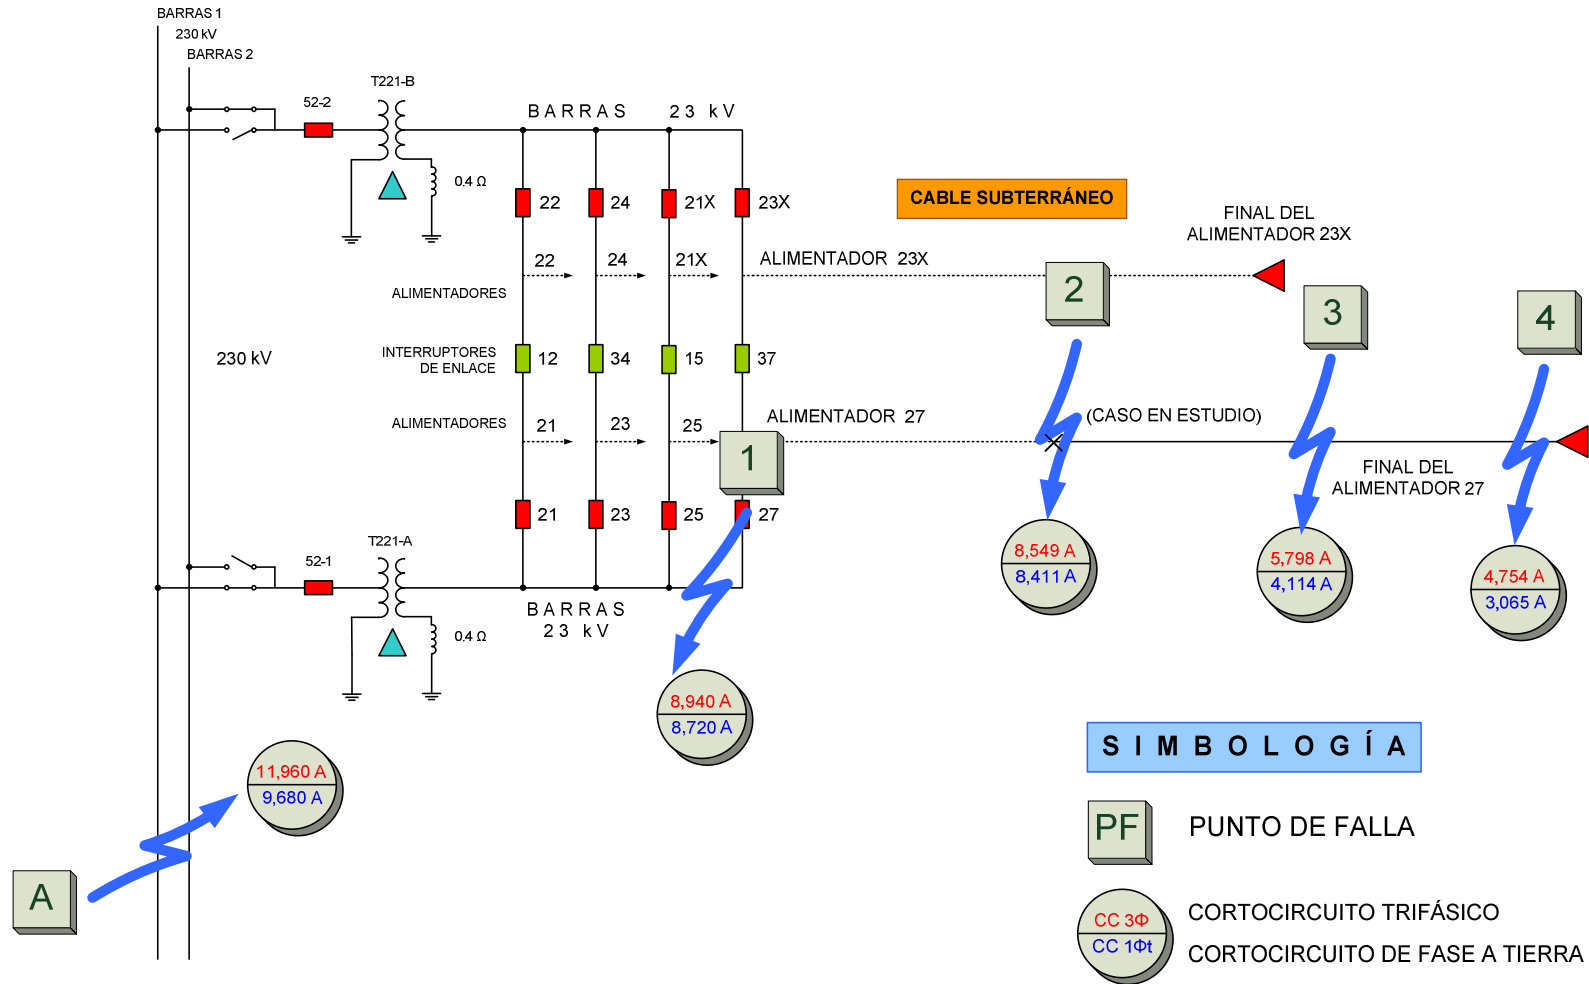 BARRAS 1
230 kV
BARRAS 2
52-2
T221-B
0.4 Ω
B A R R A S 2 3 k V
22
24
21X
23X
22
24
21X
ALIMENTADOR 23X
ALIMENTADORES
CABLE SUBTERRÁNEO
FINAL DEL
ALIMENTADOR 23X
2
3
4
230 kV
INTERRUPTORES
DE ENLACE
12
34
15
37
ALIMENTADORES
21
23
25
ALIMENTADOR 27
(CASO EN ESTUDIO)
1
FINAL DEL
ALIMENTADOR 27
21
23
25
27
52-1
T221-A
0.4 Ω
B A R R A S
2 3 k V
8,549 A
8,411 A
5,798 A
4,114 A
4,754 A
3,065 A
8,940 A
8,720 A
11,960 A
9,680 A
A
S I M B O L O G Í A
PF
PUNTO DE FALLA
CC 3Φ
CC 1Φt
CORTOCIRCUITO TRIFÁSICO
CORTOCIRCUITO DE FASE A TIERRA